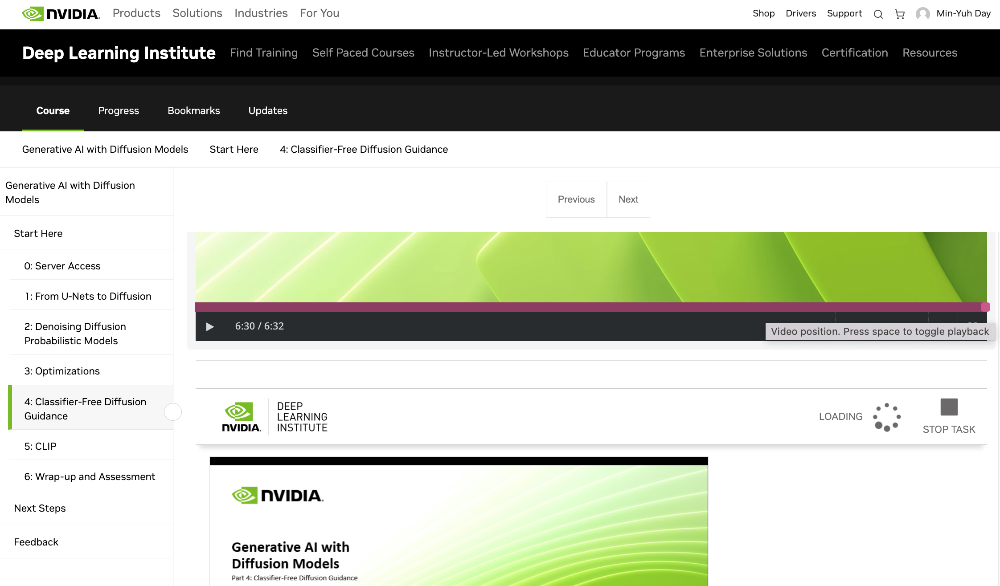 NVIDIA. Products Solutions Industries For You Shop Drivers Support Min-Yuh Day
Deep Learning Institute Find Training Self Paced Courses Instructor-Led Workshops Educator Programs Enterprise Solutions Certification Resources
Course Progress Bookmarks Updates
Generative AI with Diffusion Models Start Here 4: Classifier-Free Diffusion Guidance
Generative AI with Diffusion
Models
Start Here
0: Server Access
1: From U-Nets to Diffusion
2: Denoising Diffusion
Probabilistic Models
3: Optimizations
4: Classifier-Free Diffusion
Guidance
5: CLIP
6: Wrap-up and Assessment
Next Steps
Feedback
Previous Next
6:30 / 6:32
Video position. Press space to toggle playback
NVIDIA.
DEEP
LEARNING
INSTITUTE
LOADING
STOP TASK
NVIDIA.
Generative AI with
Diffusion Models
Part 4: Classifier-Free Diffusion Guidance